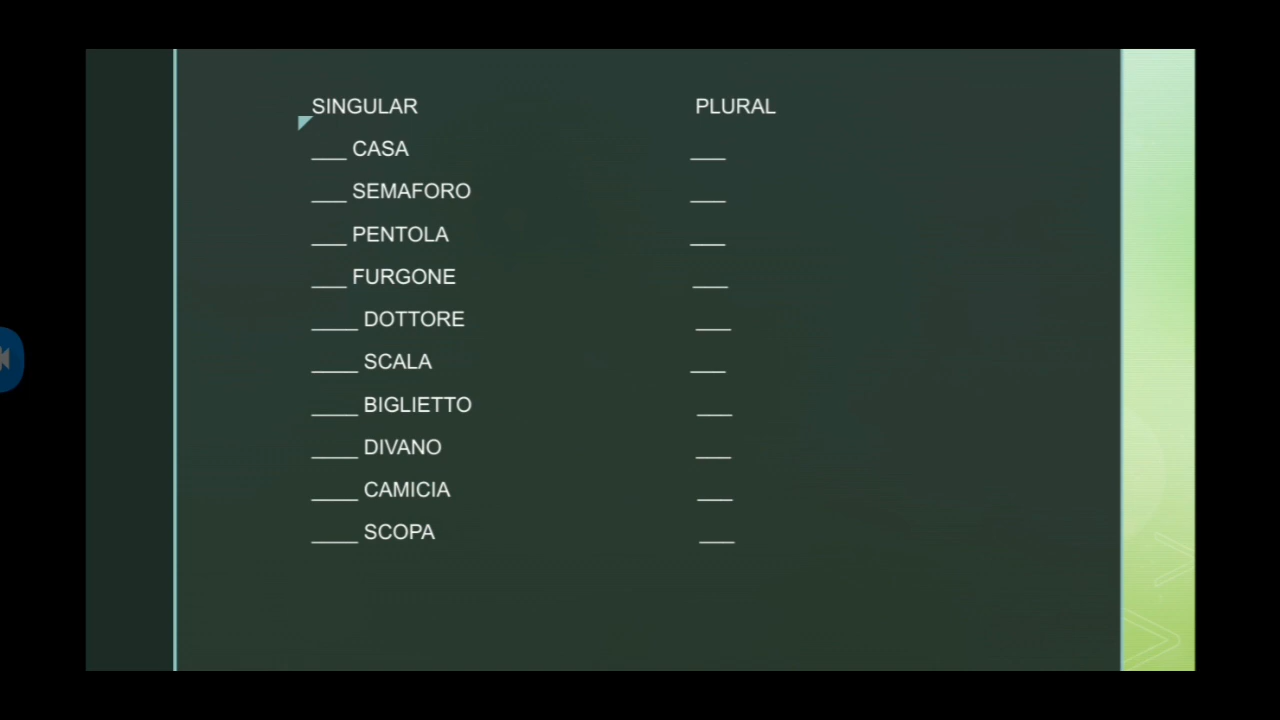 SINGULAR PLURAL
___ CASA ___
___ SEMAFORO ___
___ PENTOLA ___
___ FURGONE ___
____ DOTTORE ___
____ SCALA ___
____ BIGLIETTO ___
____ DIVANO ___
____ CAMICIA ___
____ SCOPA ___